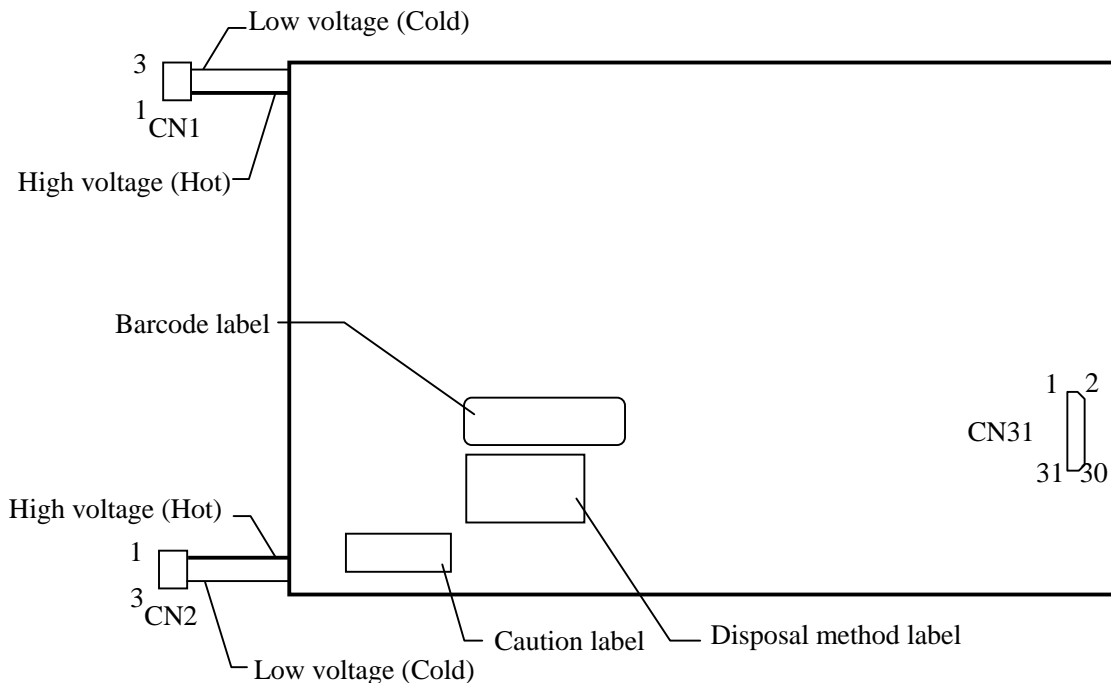 Low voltage (Cold)
3
1
CN1
High voltage (Hot)
Barcode label
1 2
CN31
31 30
High voltage (Hot)
1
3
CN2
Caution label
Disposal method label
Low voltage (Cold)